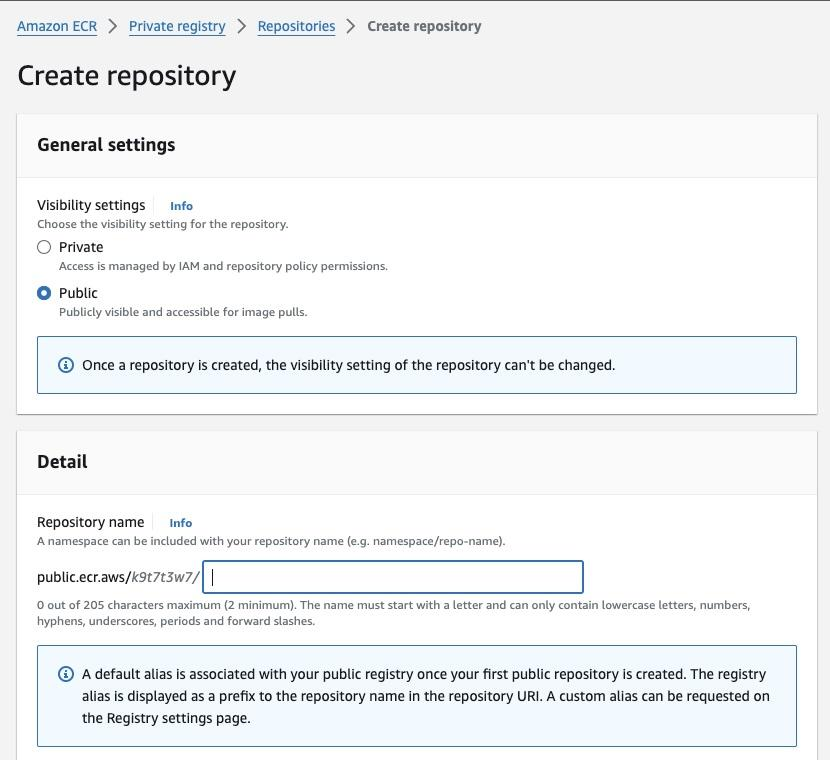 Amazon ECR > Private registry > Repositories > Create repository
Create repository
General settings
Visibility settings Info
Choose the visibility setting for the repository.
Private
Access is managed by IAM and repository policy permissions.
Public
Publicly visible and accessible for image pulls.
Once a repository is created, the visibility setting of the repository can't be changed.
Detail
Repository name Info
A namespace can be included with your repository name (e.g. namespace/repo-name).
public.ecr.aws/k9t7t3w7/
0 out of 205 characters maximum (2 minimum). The name must start with a letter and can only contain lowercase letters, numbers,
hyphens, underscores, periods and forward slashes.
A default alias is associated with your public registry once your first public repository is created. The registry
alias is displayed as a prefix to the repository name in the repository URI. A custom alias can be requested on
the Registry settings page.